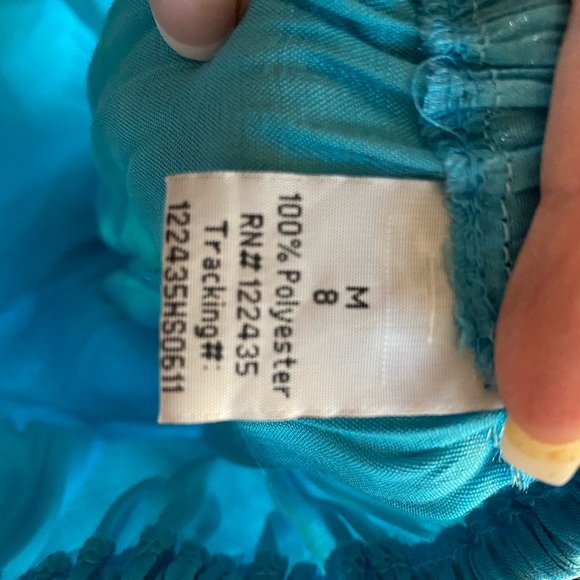 M
8
100% Polyester
RN# 122435
Tracking#:
122435HS0611